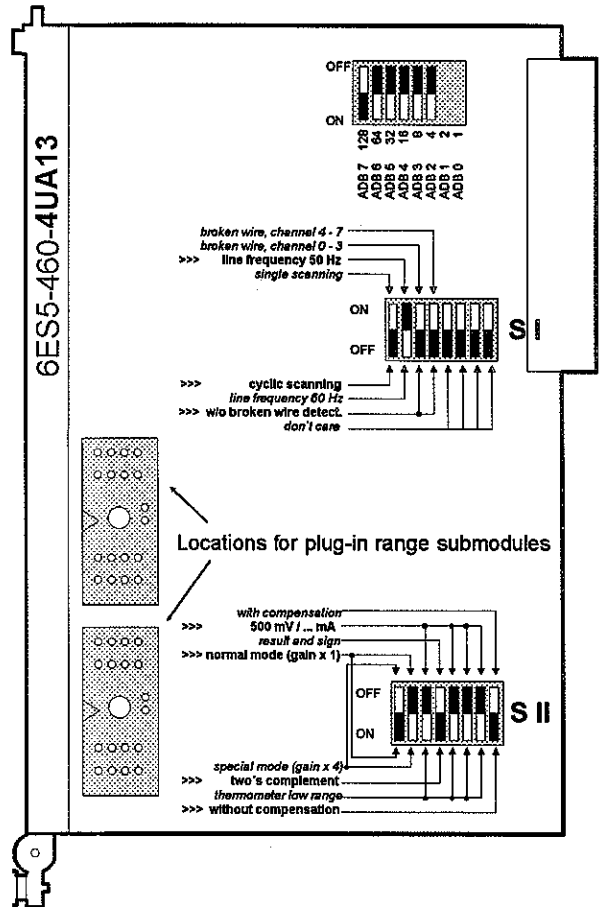 6ES5-460-4UA13
OFF
ON
128
64
32
16
8
4
2
1
ADB 7
ADB 6
ADB 5
ADB 4
ADB 3
ADB 2
ADB 1
ADB 0
broken wire, channel 4 - 7
broken wire, channel 0 - 3
>>> line frequency 50 Hz
single scanning
ON
OFF
S I
>>> cyclic scanning
line frequency 60 Hz
>>> w/o broken wire detect.
don't care
Locations for plug-in range submodules
with compensation
>>> 500 mV / ... mA
result and sign
>>> normal mode (gain x 1)
OFF
ON
S II
special mode (gain x 4)
>>> two's complement
thermometer low range
>>> without compensation